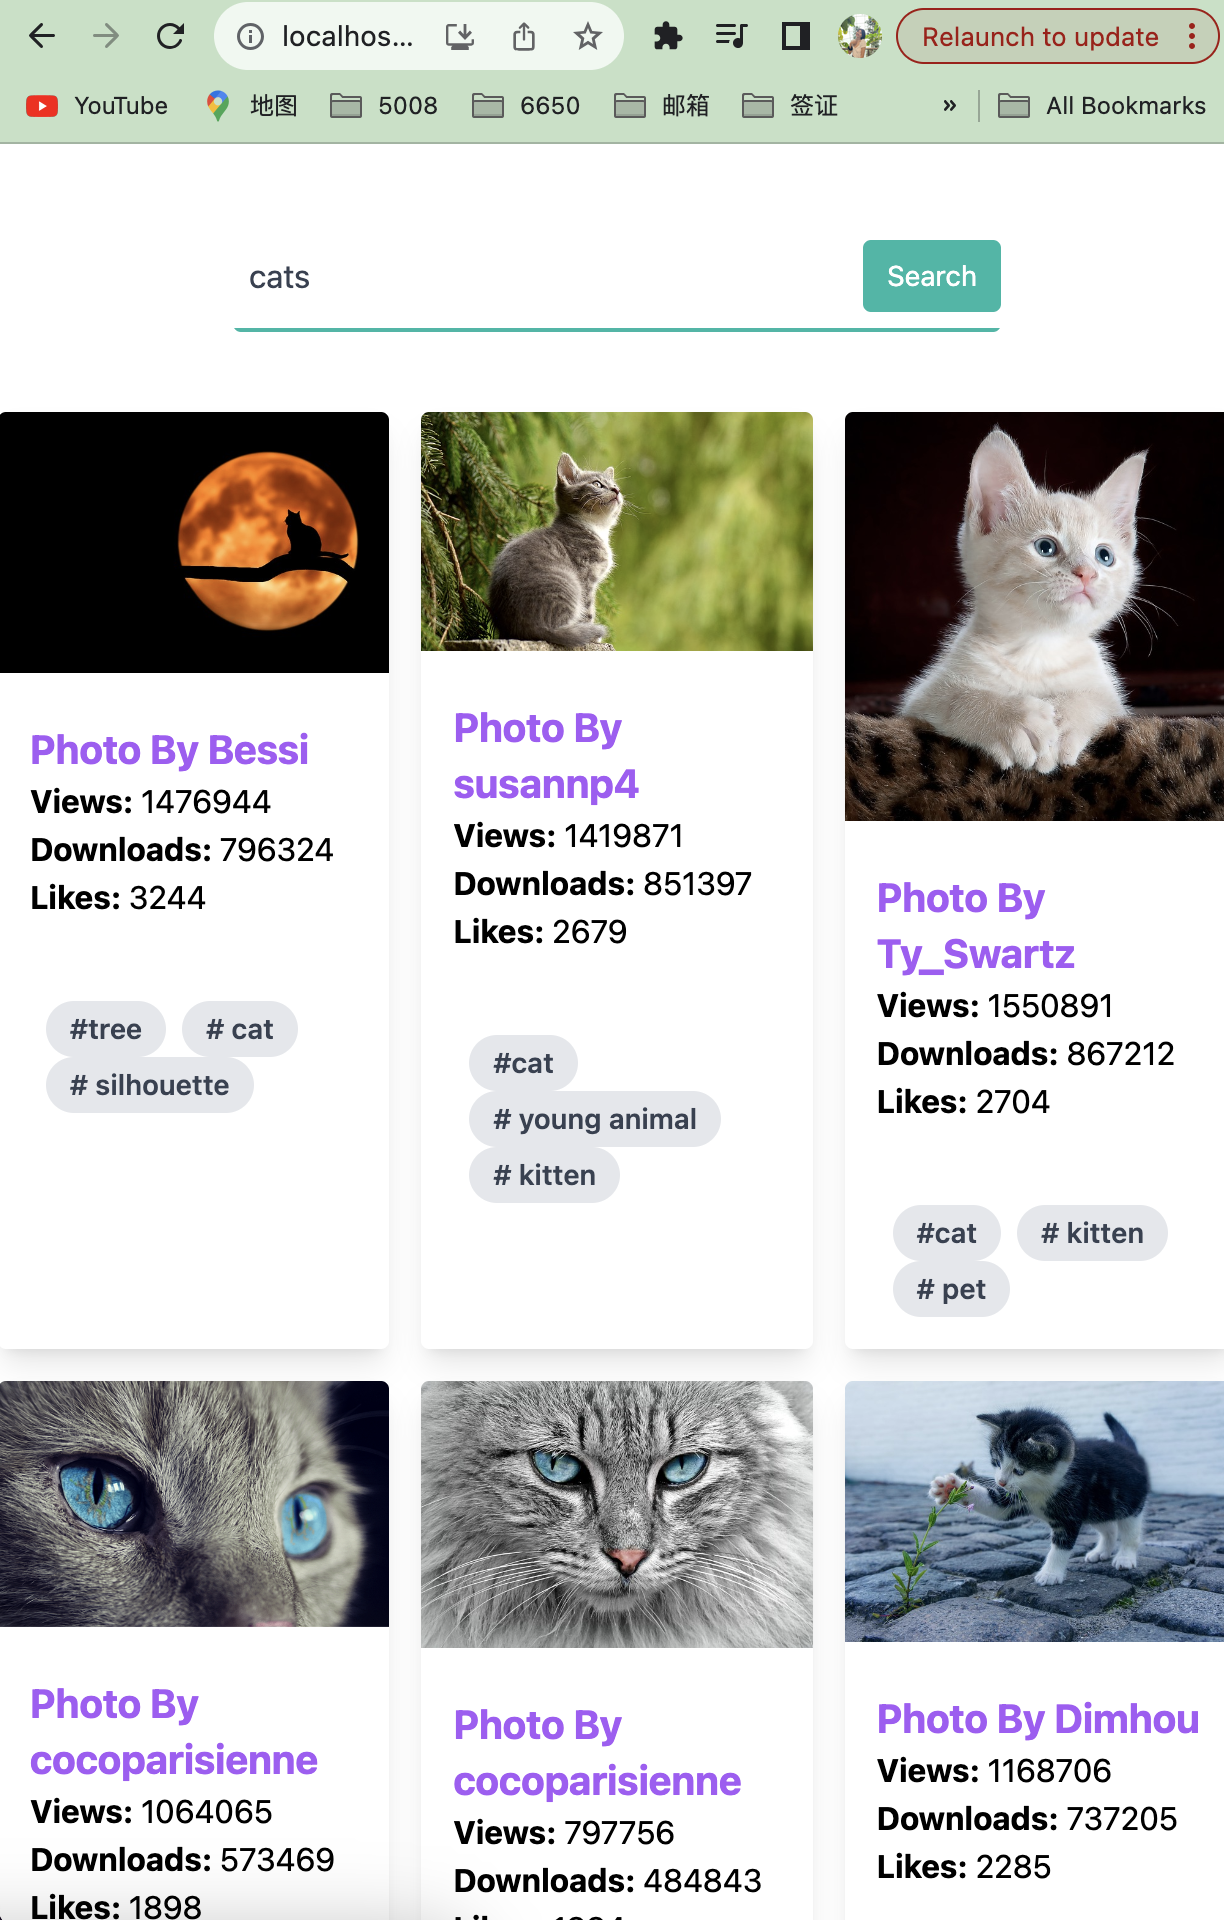 localhos...
Relaunch to update
YouTube
地图
5008
6650
邮箱
签证
»
All Bookmarks
cats
Search
Photo By Bessi
Views: 1476944
Downloads: 796324
Likes: 3244
#tree
# cat
# silhouette
Photo By
susannp4
Views: 1419871
Downloads: 851397
Likes: 2679
#cat
# young animal
# kitten
Photo By
Ty_Swartz
Views: 1550891
Downloads: 867212
Likes: 2704
#cat
# kitten
# pet
Photo By
cocoparisienne
Views: 1064065
Downloads: 573469
Likes: 1898
Photo By
cocoparisienne
Views: 797756
Downloads: 484843
Photo By Dimhou
Views: 1168706
Downloads: 737205
Likes: 2285